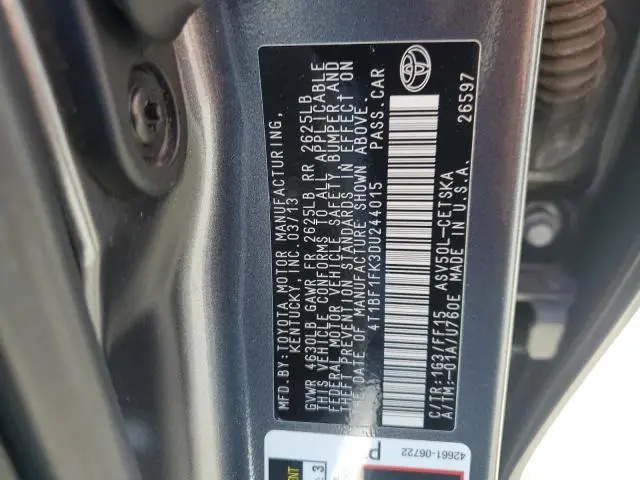 MFD.BY:TOYOTA MOTOR MANUFACTURING,
KENTUCKY, INC. 03/13
GVWR 4630LB GAWR FR 2625LB RR 2625LB
THIS VEHICLE CONFORMS TO ALL APPLICABLE
FEDERAL MOTOR VEHICLE SAFETY, BUMPER AND
THEFT PREVENTION STANDARDS IN EFFECT ON
THE DATE OF MANUFACTURE SHOWN ABOVE.
4T1BF1FK3DU244015 PASS.CAR
C/TR:1G3/FF15 ASV50L-CETSKA
A/TM:-01A/U760E MADE IN U.S.A. 26597
42661-06722
3